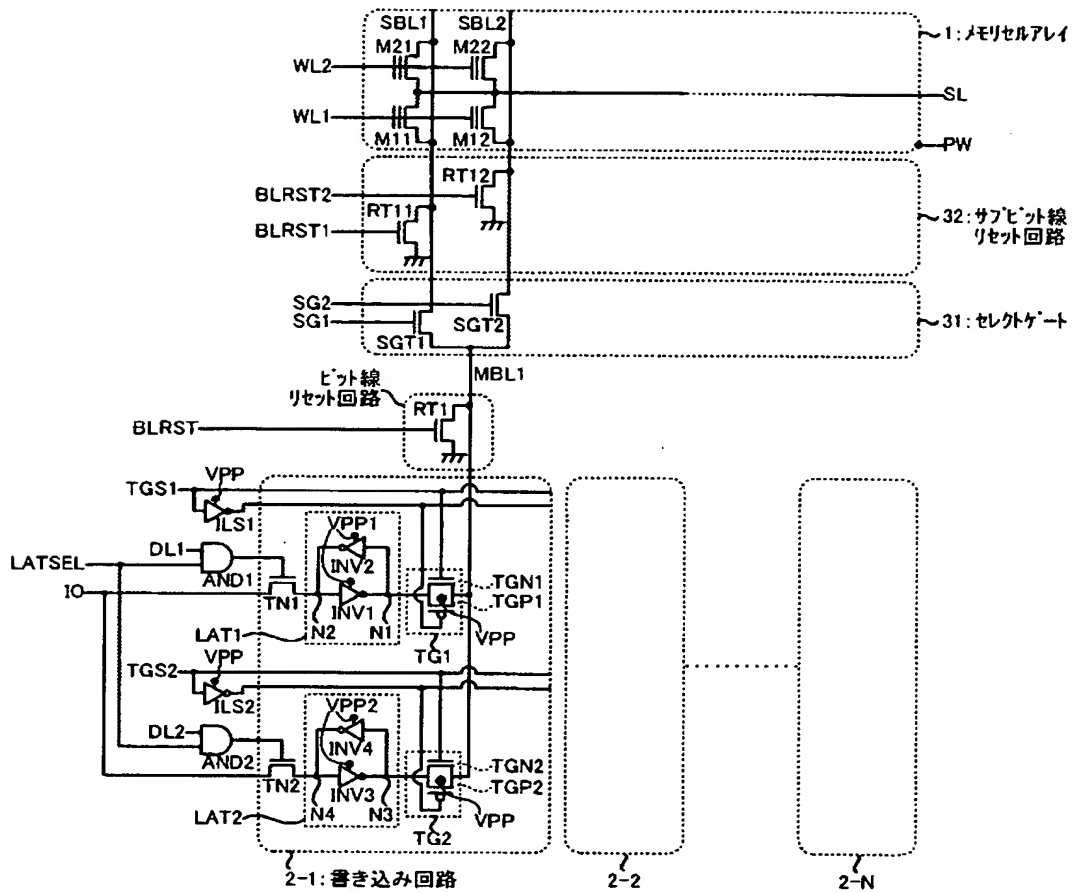 SBL1 SBL2
1:メモリセルアレイ
M21 M22
WL2
SL
WL1
M11 M12
PW
RT12
BLRST2
RT11
32:サブビット線
リセット回路
BLRST1
SG2
SG1
SGT2
SGT1
31:セレクトゲート
MBL1
ビット線
リセット回路
RT1
BLRST
VPP
TGS1
ILS1
VPP1
DL1
INV2
LATSEL
AND1
TGN1
TGP1
IO
TN1
INV1
N2 N1
VPP
LAT1
TG1
VPP
TGS2
ILS2
VPP2
DL2
INV4
AND2
TGN2
TGP2
TN2
INV3
N4 N3
VPP
LAT2
TG2
2-1:書き込み回路
2-2
2-N